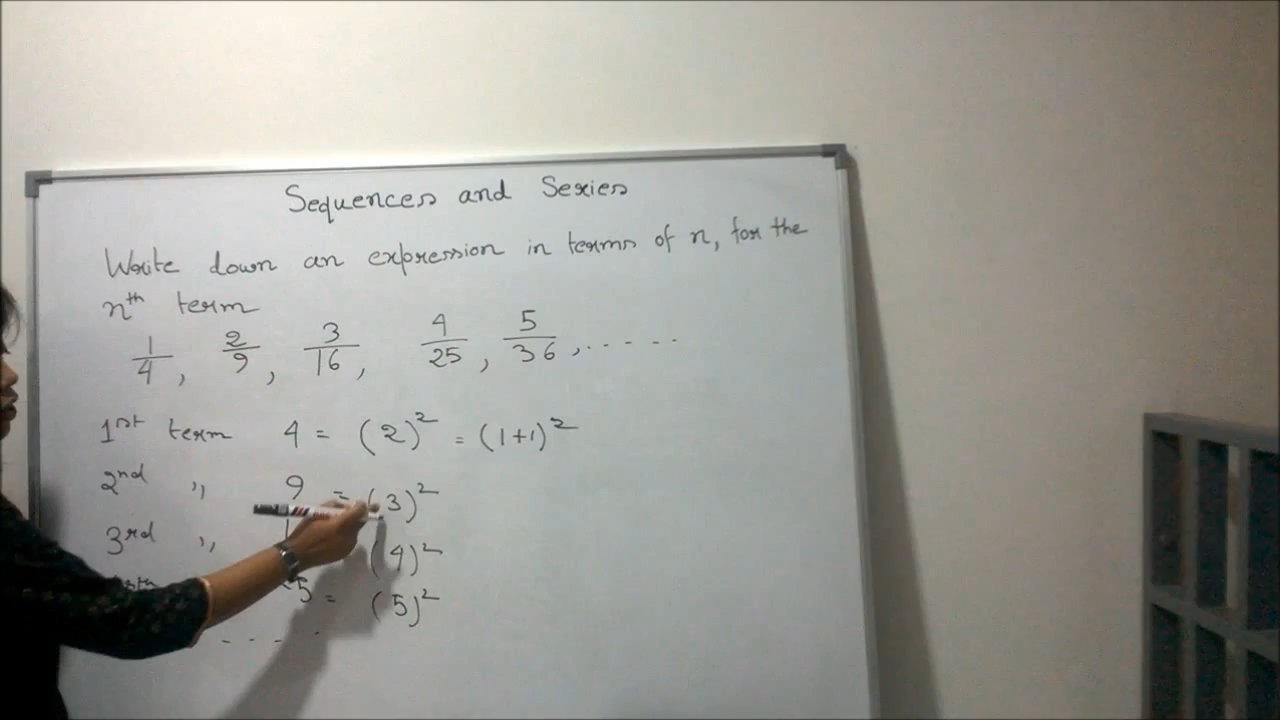 Sequences and Series
Write down an expression in terms of n, for the
nth term
1/4, 2/9, 3/16, 4/25, 5/36, .....
1st term 4 = (2)² = (1+1)²
2nd ,, 9 = (3)²
3rd ,, (4)²
5 = (5)²